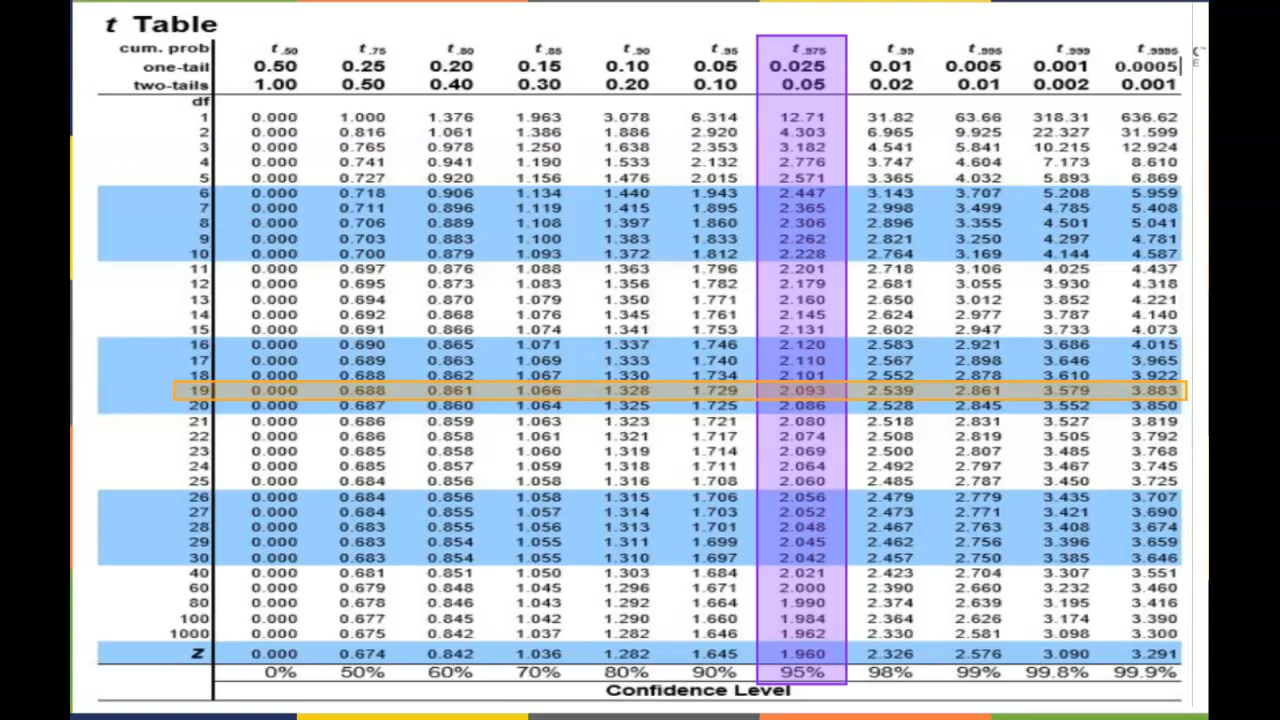 t Table
cum. prob t .50 t .75 t .80 t .85 t .90 t .95 t .975 t .99 t .995 t .999 t .9995
one-tail 0.50 0.25 0.20 0.15 0.10 0.05 0.025 0.01 0.005 0.001 0.0005
two-tails 1.00 0.50 0.40 0.30 0.20 0.10 0.05 0.02 0.01 0.002 0.001
df
1 0.000 1.000 1.376 1.963 3.078 6.314 12.71 31.82 63.66 318.31 636.62
2 0.000 0.816 1.061 1.386 1.886 2.920 4.303 6.965 9.925 22.327 31.599
3 0.000 0.765 0.978 1.250 1.638 2.353 3.182 4.541 5.841 10.215 12.924
4 0.000 0.741 0.941 1.190 1.533 2.132 2.776 3.747 4.604 7.173 8.610
5 0.000 0.727 0.920 1.156 1.476 2.015 2.571 3.365 4.032 5.893 6.869
6 0.000 0.718 0.906 1.134 1.440 1.943 2.447 3.143 3.707 5.208 5.959
7 0.000 0.711 0.896 1.119 1.415 1.895 2.365 2.998 3.499 4.785 5.408
8 0.000 0.706 0.889 1.108 1.397 1.860 2.306 2.896 3.355 4.501 5.041
9 0.000 0.703 0.883 1.100 1.383 1.833 2.262 2.821 3.250 4.297 4.781
10 0.000 0.700 0.879 1.093 1.372 1.812 2.228 2.764 3.169 4.144 4.587
11 0.000 0.697 0.876 1.088 1.363 1.796 2.201 2.718 3.106 4.025 4.437
12 0.000 0.695 0.873 1.083 1.356 1.782 2.179 2.681 3.055 3.930 4.318
13 0.000 0.694 0.870 1.079 1.350 1.771 2.160 2.650 3.012 3.852 4.221
14 0.000 0.692 0.868 1.076 1.345 1.761 2.145 2.624 2.977 3.787 4.140
15 0.000 0.691 0.866 1.074 1.341 1.753 2.131 2.602 2.947 3.733 4.073
16 0.000 0.690 0.865 1.071 1.337 1.746 2.120 2.583 2.921 3.686 4.015
17 0.000 0.689 0.863 1.069 1.333 1.740 2.110 2.567 2.898 3.646 3.965
18 0.000 0.688 0.862 1.067 1.330 1.734 2.101 2.552 2.878 3.610 3.922
19 0.000 0.688 0.861 1.066 1.328 1.729 2.093 2.539 2.861 3.579 3.883
20 0.000 0.687 0.860 1.064 1.325 1.725 2.086 2.528 2.845 3.552 3.850
21 0.000 0.686 0.859 1.063 1.323 1.721 2.080 2.518 2.831 3.527 3.819
22 0.000 0.686 0.858 1.061 1.321 1.717 2.074 2.508 2.819 3.505 3.792
23 0.000 0.685 0.858 1.060 1.319 1.714 2.069 2.500 2.807 3.485 3.768
24 0.000 0.685 0.857 1.059 1.318 1.711 2.064 2.492 2.797 3.467 3.745
25 0.000 0.684 0.856 1.058 1.316 1.708 2.060 2.485 2.787 3.450 3.725
26 0.000 0.684 0.856 1.058 1.315 1.706 2.056 2.479 2.779 3.435 3.707
27 0.000 0.684 0.855 1.057 1.314 1.703 2.052 2.473 2.771 3.421 3.690
28 0.000 0.683 0.855 1.056 1.313 1.701 2.048 2.467 2.763 3.408 3.674
29 0.000 0.683 0.854 1.055 1.311 1.699 2.045 2.462 2.756 3.396 3.659
30 0.000 0.683 0.854 1.055 1.310 1.697 2.042 2.457 2.750 3.385 3.646
40 0.000 0.681 0.851 1.050 1.303 1.684 2.021 2.423 2.704 3.307 3.551
60 0.000 0.679 0.848 1.045 1.296 1.671 2.000 2.390 2.660 3.232 3.460
80 0.000 0.678 0.846 1.043 1.292 1.664 1.990 2.374 2.639 3.195 3.416
100 0.000 0.677 0.845 1.042 1.290 1.660 1.984 2.364 2.626 3.174 3.390
1000 0.000 0.675 0.842 1.037 1.282 1.646 1.962 2.330 2.581 3.098 3.300
Z 0.000 0.674 0.842 1.036 1.282 1.645 1.960 2.326 2.576 3.090 3.291
0% 50% 60% 70% 80% 90% 95% 98% 99% 99.8% 99.9%
Confidence Level